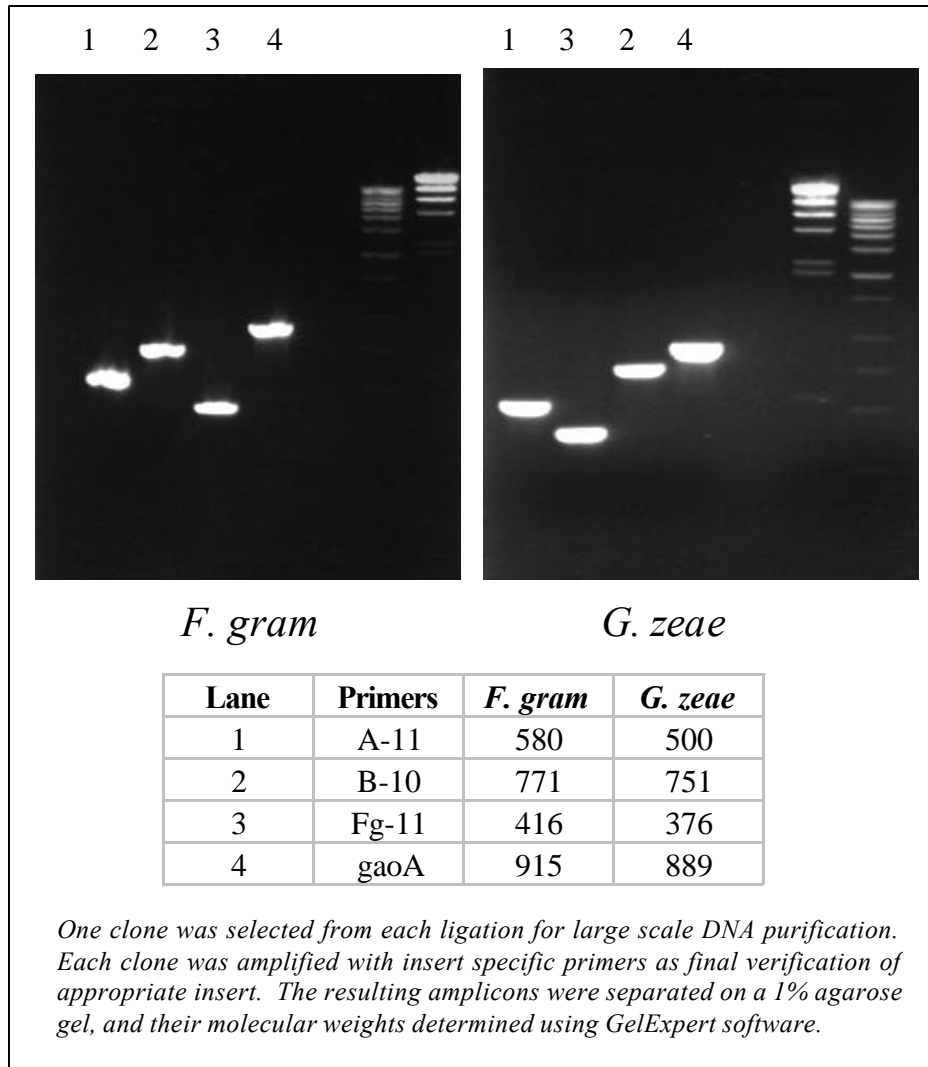 1 2 3 4
1 3 2 4
F. gram
G. zeae
Lane Primers F. gram G. zeae
1 A-11 580 500
2 B-10 771 751
3 Fg-11 416 376
4 gaoA 915 889
One clone was selected from each ligation for large scale DNA purification.
Each clone was amplified with insert specific primers as final verification of
appropriate insert. The resulting amplicons were separated on a 1% agarose
gel, and their molecular weights determined using GelExpert software.